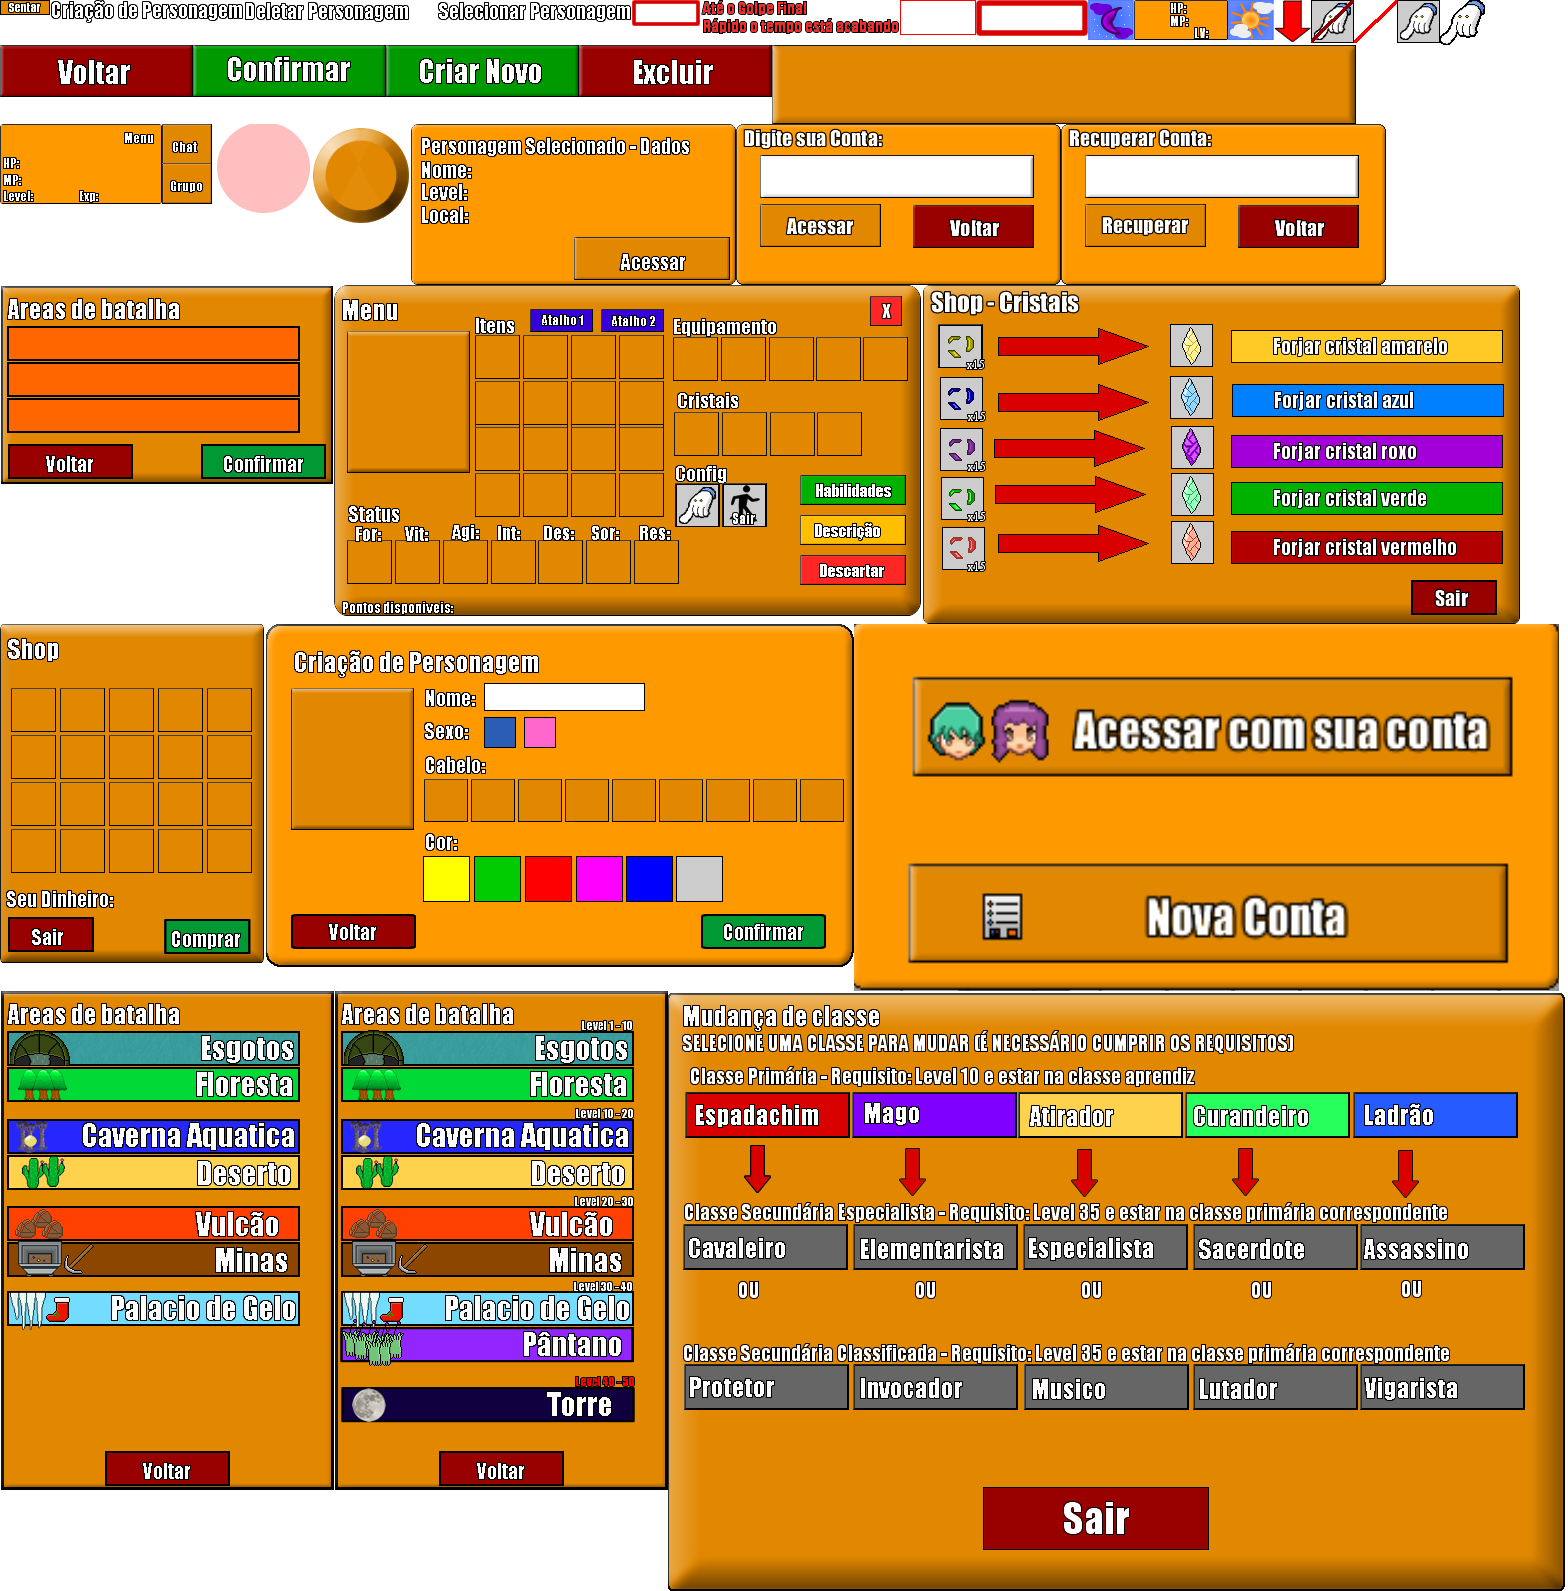 Sentar
Criação de Personagem
Deletar Personagem
Selecionar Personagem
Até o Golpe Final
Rápido o tempo está acabando
HP:
MP:
LV:
Voltar
Confirmar
Criar Novo
Excluir
Menu
HP:
MP:
Level:
Exp:
Chat
Grupo
Personagem Selecionado - Dados
Nome:
Level:
Local:
Acessar
Digite sua Conta:
Acessar
Voltar
Recuperar Conta:
Recuperar
Voltar
Areas de batalha
Voltar
Confirmar
Menu
Itens
Atalho 1
Atalho 2
Equipamento
X
Cristais
Config
Sair
Habilidades
Descrição
Descartar
Status
For:
Vit:
Agi:
Int:
Des:
Sor:
Res:
Pontos disponiveis:
Shop - Cristais
x15
Forjar cristal amarelo
x15
Forjar cristal azul
x15
Forjar cristal roxo
x15
Forjar cristal verde
x15
Forjar cristal vermelho
Sair
Shop
Seu Dinheiro:
Sair
Comprar
Criação de Personagem
Nome:
Sexo:
Cabelo:
Cor:
Voltar
Confirmar
Acessar com sua conta
Nova Conta
Areas de batalha
Esgotos
Floresta
Caverna Aquatica
Deserto
Vulcão
Minas
Palacio de Gelo
Voltar
Areas de batalha
Level 1 - 10
Esgotos
Floresta
Level 10 - 20
Caverna Aquatica
Deserto
Level 20 - 30
Vulcão
Minas
Level 30 - 40
Palacio de Gelo
Pântano
Level 40 - 50
Torre
Voltar
Mudança de classe
SELECIONE UMA CLASSE PARA MUDAR (É NECESSÁRIO CUMPRIR OS REQUISITOS)
Classe Primária - Requisito: Level 10 e estar na classe aprendiz
Espadachim
Mago
Atirador
Curandeiro
Ladrão
Classe Secundária Especialista - Requisito: Level 35 e estar na classe primária correspondente
Cavaleiro
Elementarista
Especialista
Sacerdote
Assassino
OU
OU
OU
OU
OU
Classe Secundária Classificada - Requisito: Level 35 e estar na classe primária correspondente
Protetor
Invocador
Musico
Lutador
Vigarista
Sair